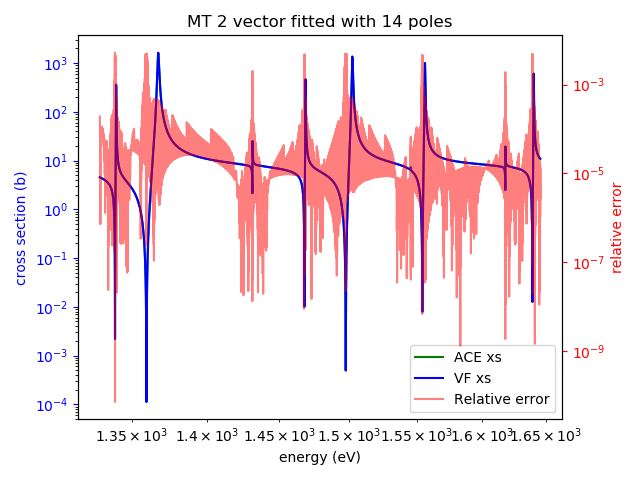 MT 2 vector fitted with 14 poles
10³
10²
10¹
10⁰
10⁻¹
10⁻²
10⁻³
10⁻⁴
cross section (b)
10⁻³
10⁻⁵
10⁻⁷
10⁻⁹
relative error
ACE xs
VF xs
Relative error
1.35×10³ 1.4×10³ 1.45×10³ 1.5×10³ 1.55×10³ 1.6×10³ 1.65×10³
energy (eV)